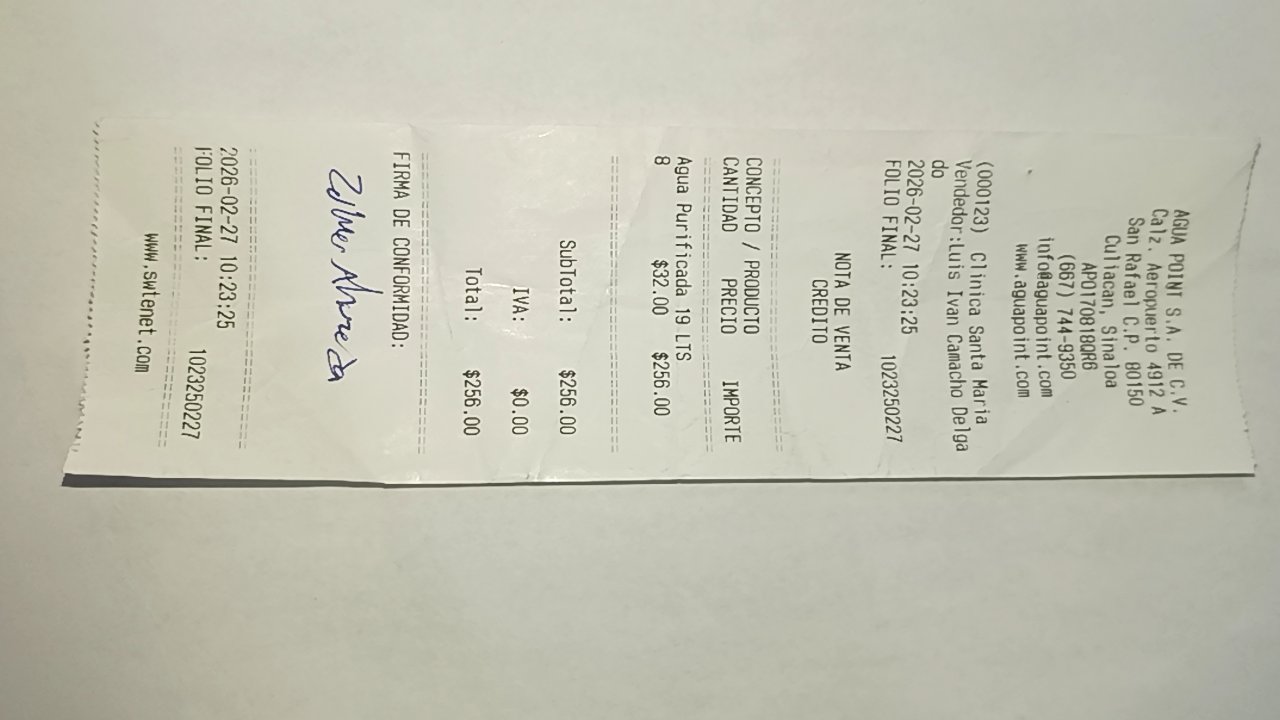 AGUA POINT S.A. DE C.V.
Calz. Aeropuerto 4912 A
San Rafael C.P. 80150
Culiacan, Sinaloa
APO170818QR6
(667) 744-9350
info@aguapoint.com
www.aguapoint.com
(000123) Clinica Santa Maria
Vendedor:Luis Ivan Camacho Delga
do
2026-02-27 10:23:25
FOLIO FINAL: 1023250227
NOTA DE VENTA
CREDITO
CONCEPTO / PRODUCTO
CANTIDAD PRECIO IMPORTE
Agua Purificada 19 LTS
8 $32.00 $256.00
SubTotal: $256.00
IVA: $0.00
Total: $256.00
FIRMA DE CONFORMIDAD:
2026-02-27 10:23:25
FOLIO FINAL: 1023250227
www.swtenet.com